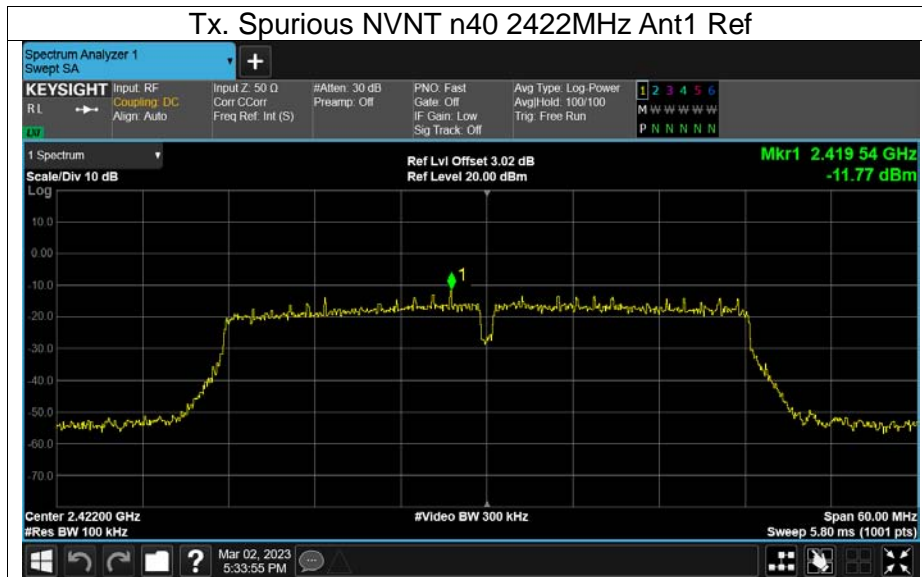 Tx. Spurious NVNT n40 2422MHz Ant1 Ref
Spectrum Analyzer 1
Swept SA
+
KEYSIGHT
RL
LXI
Input: RF
Coupling: DC
Align: Auto
Input Z: 50 Ω
Corr CCorr
Freq Ref: Int (S)
#Atten: 30 dB
Preamp: Off
PNO: Fast
Gate: Off
IF Gain: Low
Sig Track: Off
Avg Type: Log-Power
Avg|Hold: 100/100
Trig: Free Run
1 2 3 4 5 6
M W W W W W
P N N N N N
1 Spectrum
Scale/Div 10 dB
Ref Lvl Offset 3.02 dB
Ref Level 20.00 dBm
Mkr1 2.419 54 GHz
-11.77 dBm
Log
10.0
0.00
-10.0
-20.0
-30.0
-40.0
-50.0
-60.0
-70.0
1
Center 2.42200 GHz
#Res BW 100 kHz
#Video BW 300 kHz
Span 60.00 MHz
Sweep 5.80 ms (1001 pts)
?
Mar 02, 2023
5:33:55 PM